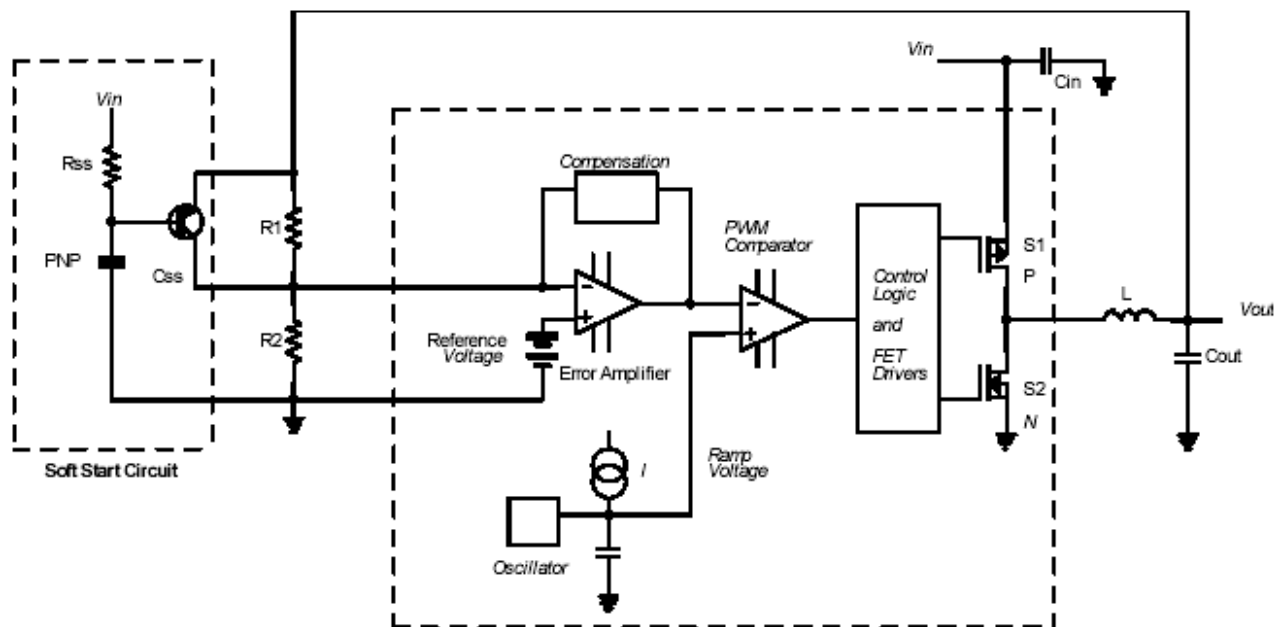 Vin
Cin
Vin
Rss
PNP
Css
R1
R2
Soft Start Circuit
Compensation
PWM
Comparator
Reference
Voltage
Error Amplifier
Control
Logic
and
FET
Drivers
S1
P
S2
N
L
Vout
Cout
I
Ramp
Voltage
Oscillator
−
+
−
+